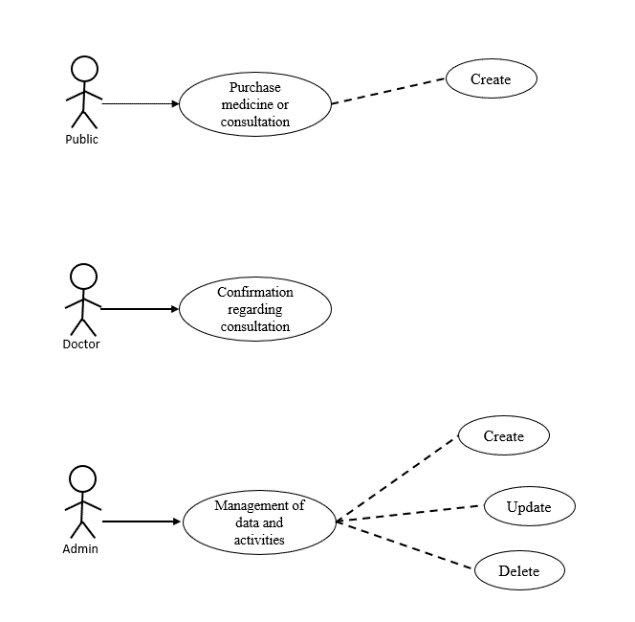 Purchase
medicine or
consultation
Create
Public
Confirmation
regarding
consultation
Doctor
Create
Management of
data and
activities
Update
Admin
Delete